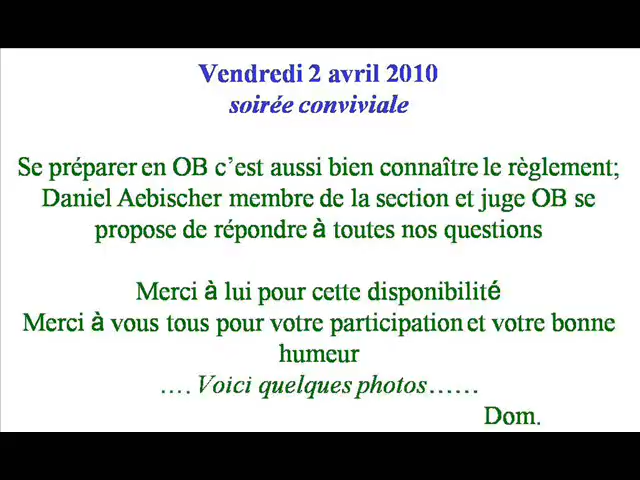 Vendredi 2 avril 2010
soirée conviviale
Se préparer en OB c’est aussi bien connaître le règlement;
Daniel Aebischer membre de la section et juge OB se
propose de répondre à toutes nos questions
Merci à lui pour cette disponibilité
Merci à vous tous pour votre participation et votre bonne
humeur
…. Voici quelques photos……
Dom.